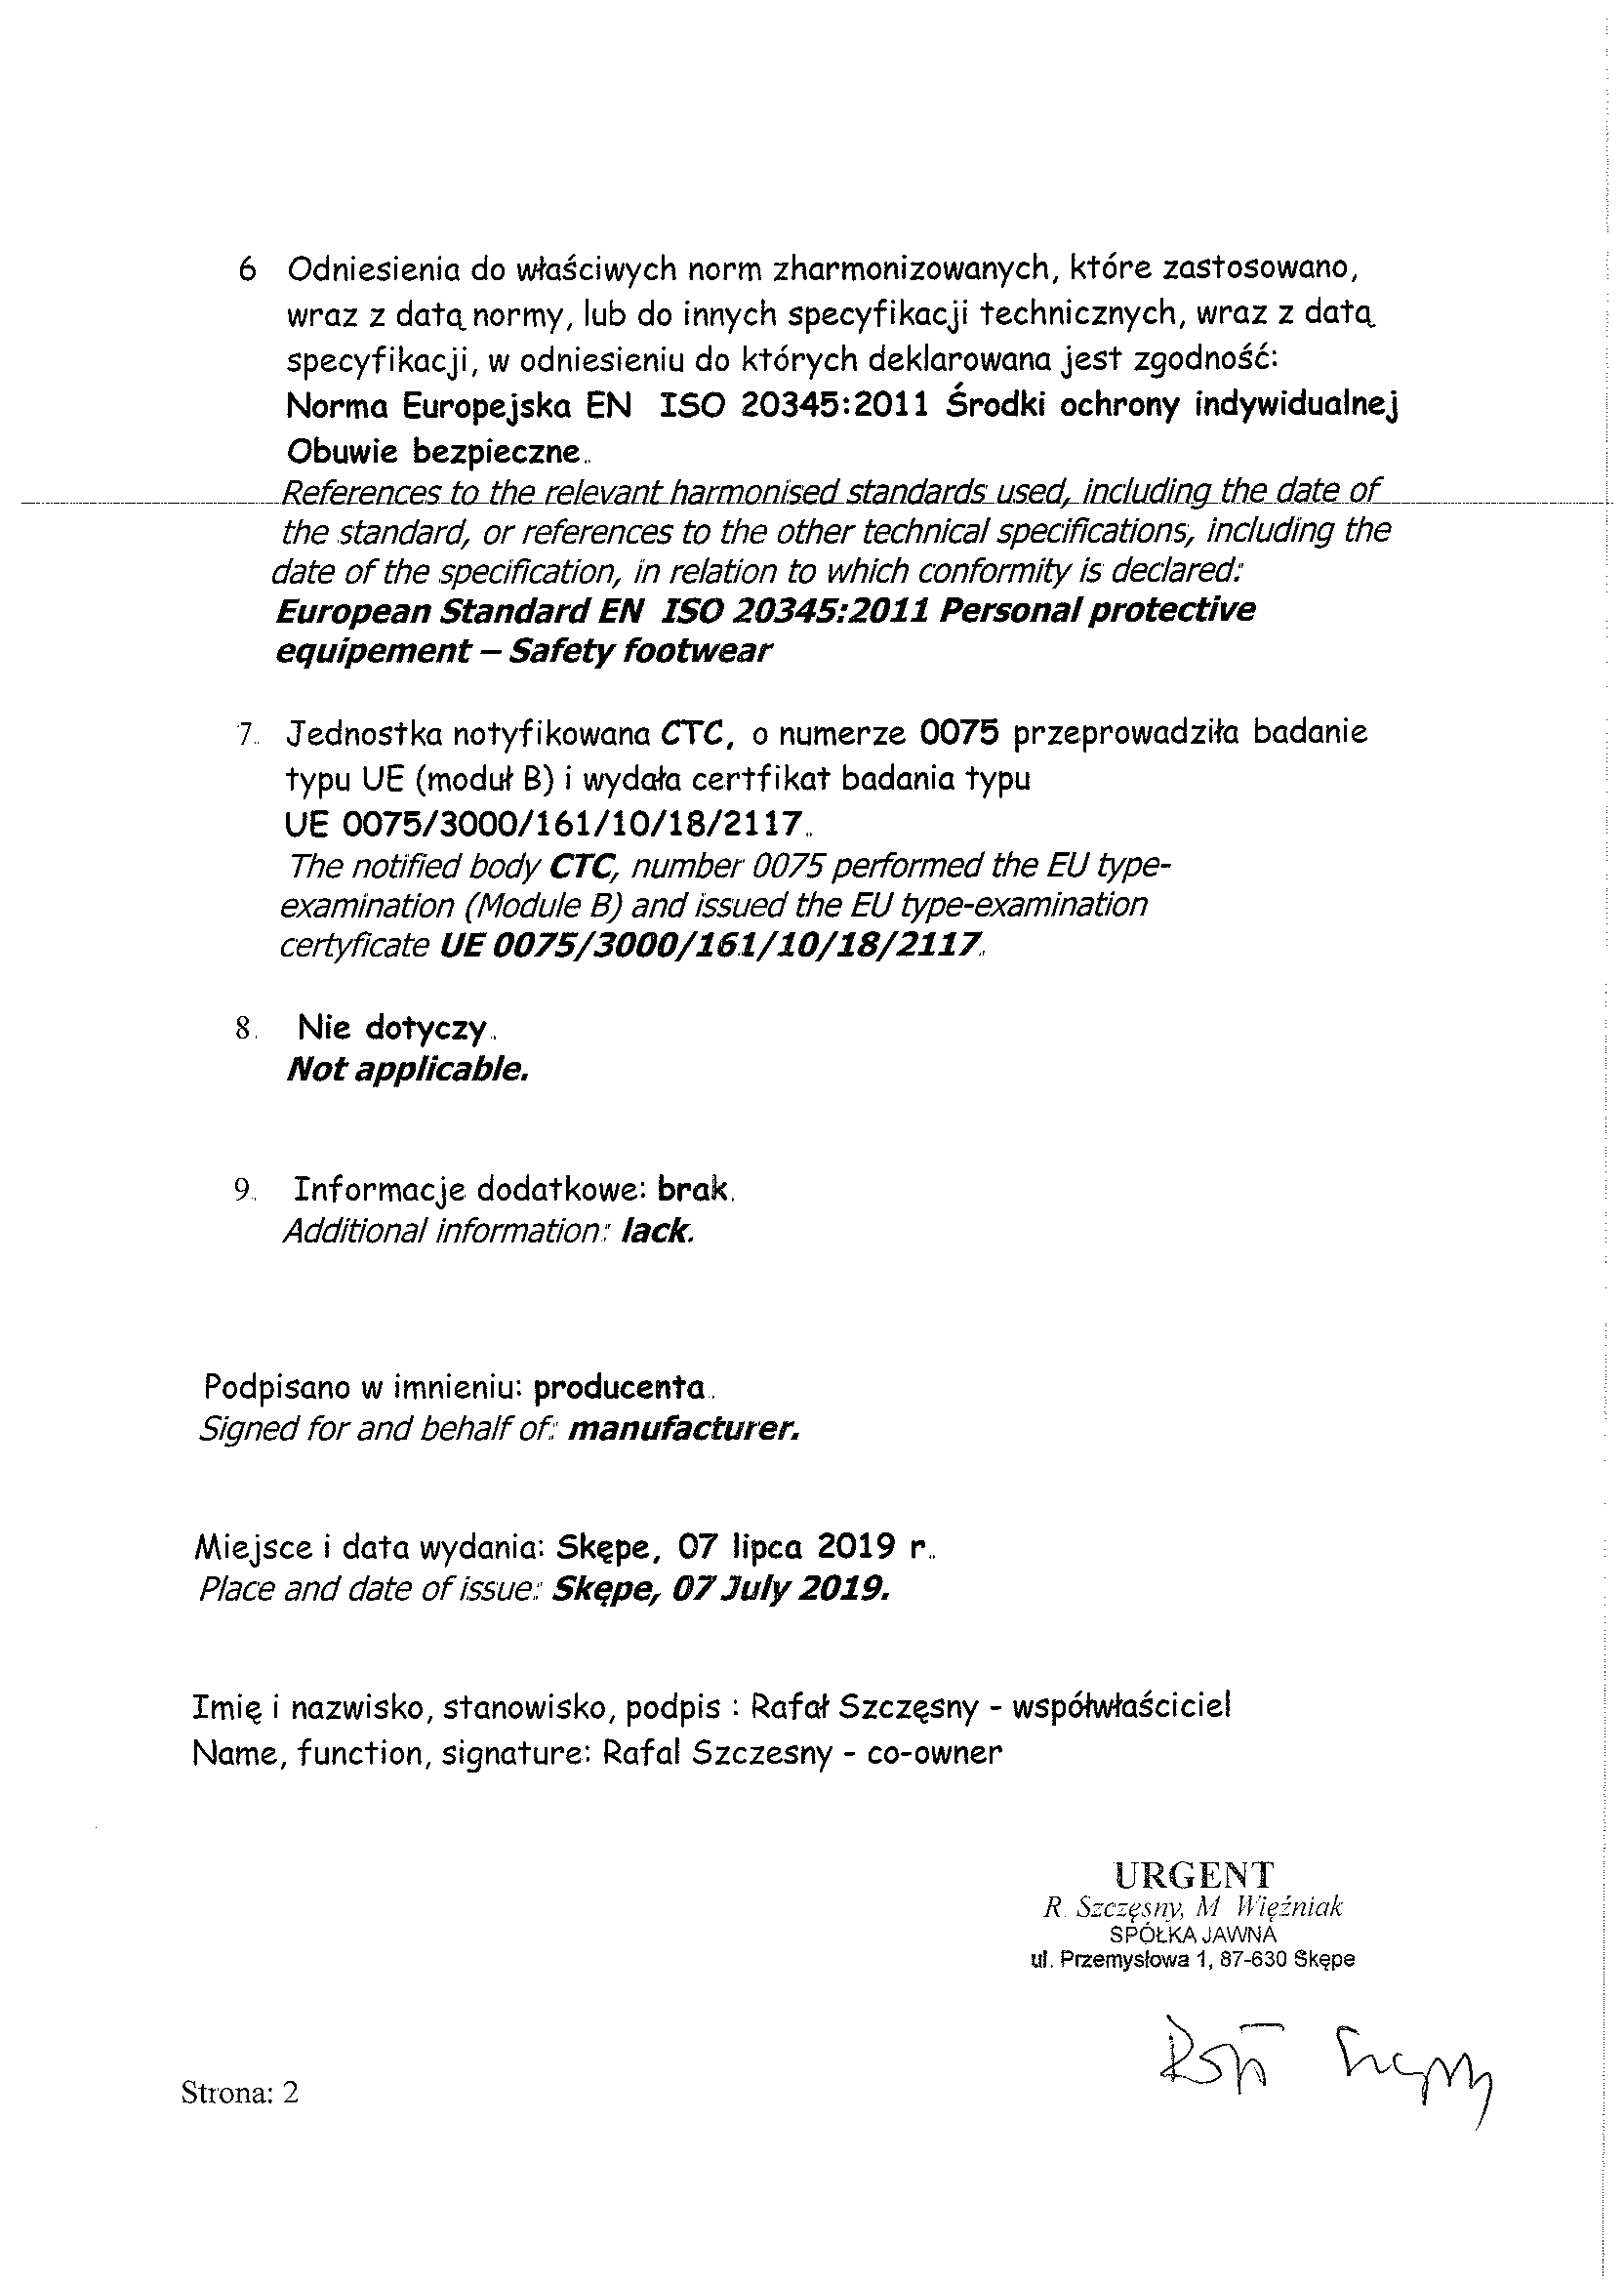 6 Odniesienia do właściwych norm zharmonizowanych, które zastosowano,
wraz z datą normy, lub do innych specyfikacji technicznych, wraz z datą
specyfikacji, w odniesieniu do których deklarowana jest zgodność:
Norma Europejska EN ISO 20345:2011 Środki ochrony indywidualnej
Obuwie bezpieczne.
References to the relevant harmonised standards used, including the date of
the standard, or references to the other technical specifications, including the
date of the specification, in relation to which conformity is declared:
European Standard EN ISO 20345:2011 Personal protective
equipement – Safety footwear
7. Jednostka notyfikowana CTC, o numerze 0075 przeprowadziła badanie
typu UE (moduł B) i wydała certfikat badania typu
UE 0075/3000/161/10/18/2117.
The notified body CTC, number 0075 performed the EU type-
examination (Module B) and issued the EU type-examination
certyficate UE 0075/3000/161/10/18/2117.
8. Nie dotyczy.
Not applicable.
9. Informacje dodatkowe: brak.
Additional information: lack.
Podpisano w imnieniu: producenta.
Signed for and behalf of: manufacturer.
Miejsce i data wydania: Skępe, 07 lipca 2019 r.
Place and date of issue: Skępe, 07 July 2019.
Imię i nazwisko, stanowisko, podpis : Rafał Szczęsny - współwłaściciel
Name, function, signature: Rafal Szczesny - co-owner
URGENT
R. Szczęsny, M. Więźniak
SPÓŁKA JAWNA
ul. Przemysłowa 1, 87-630 Skępe
Strona: 2